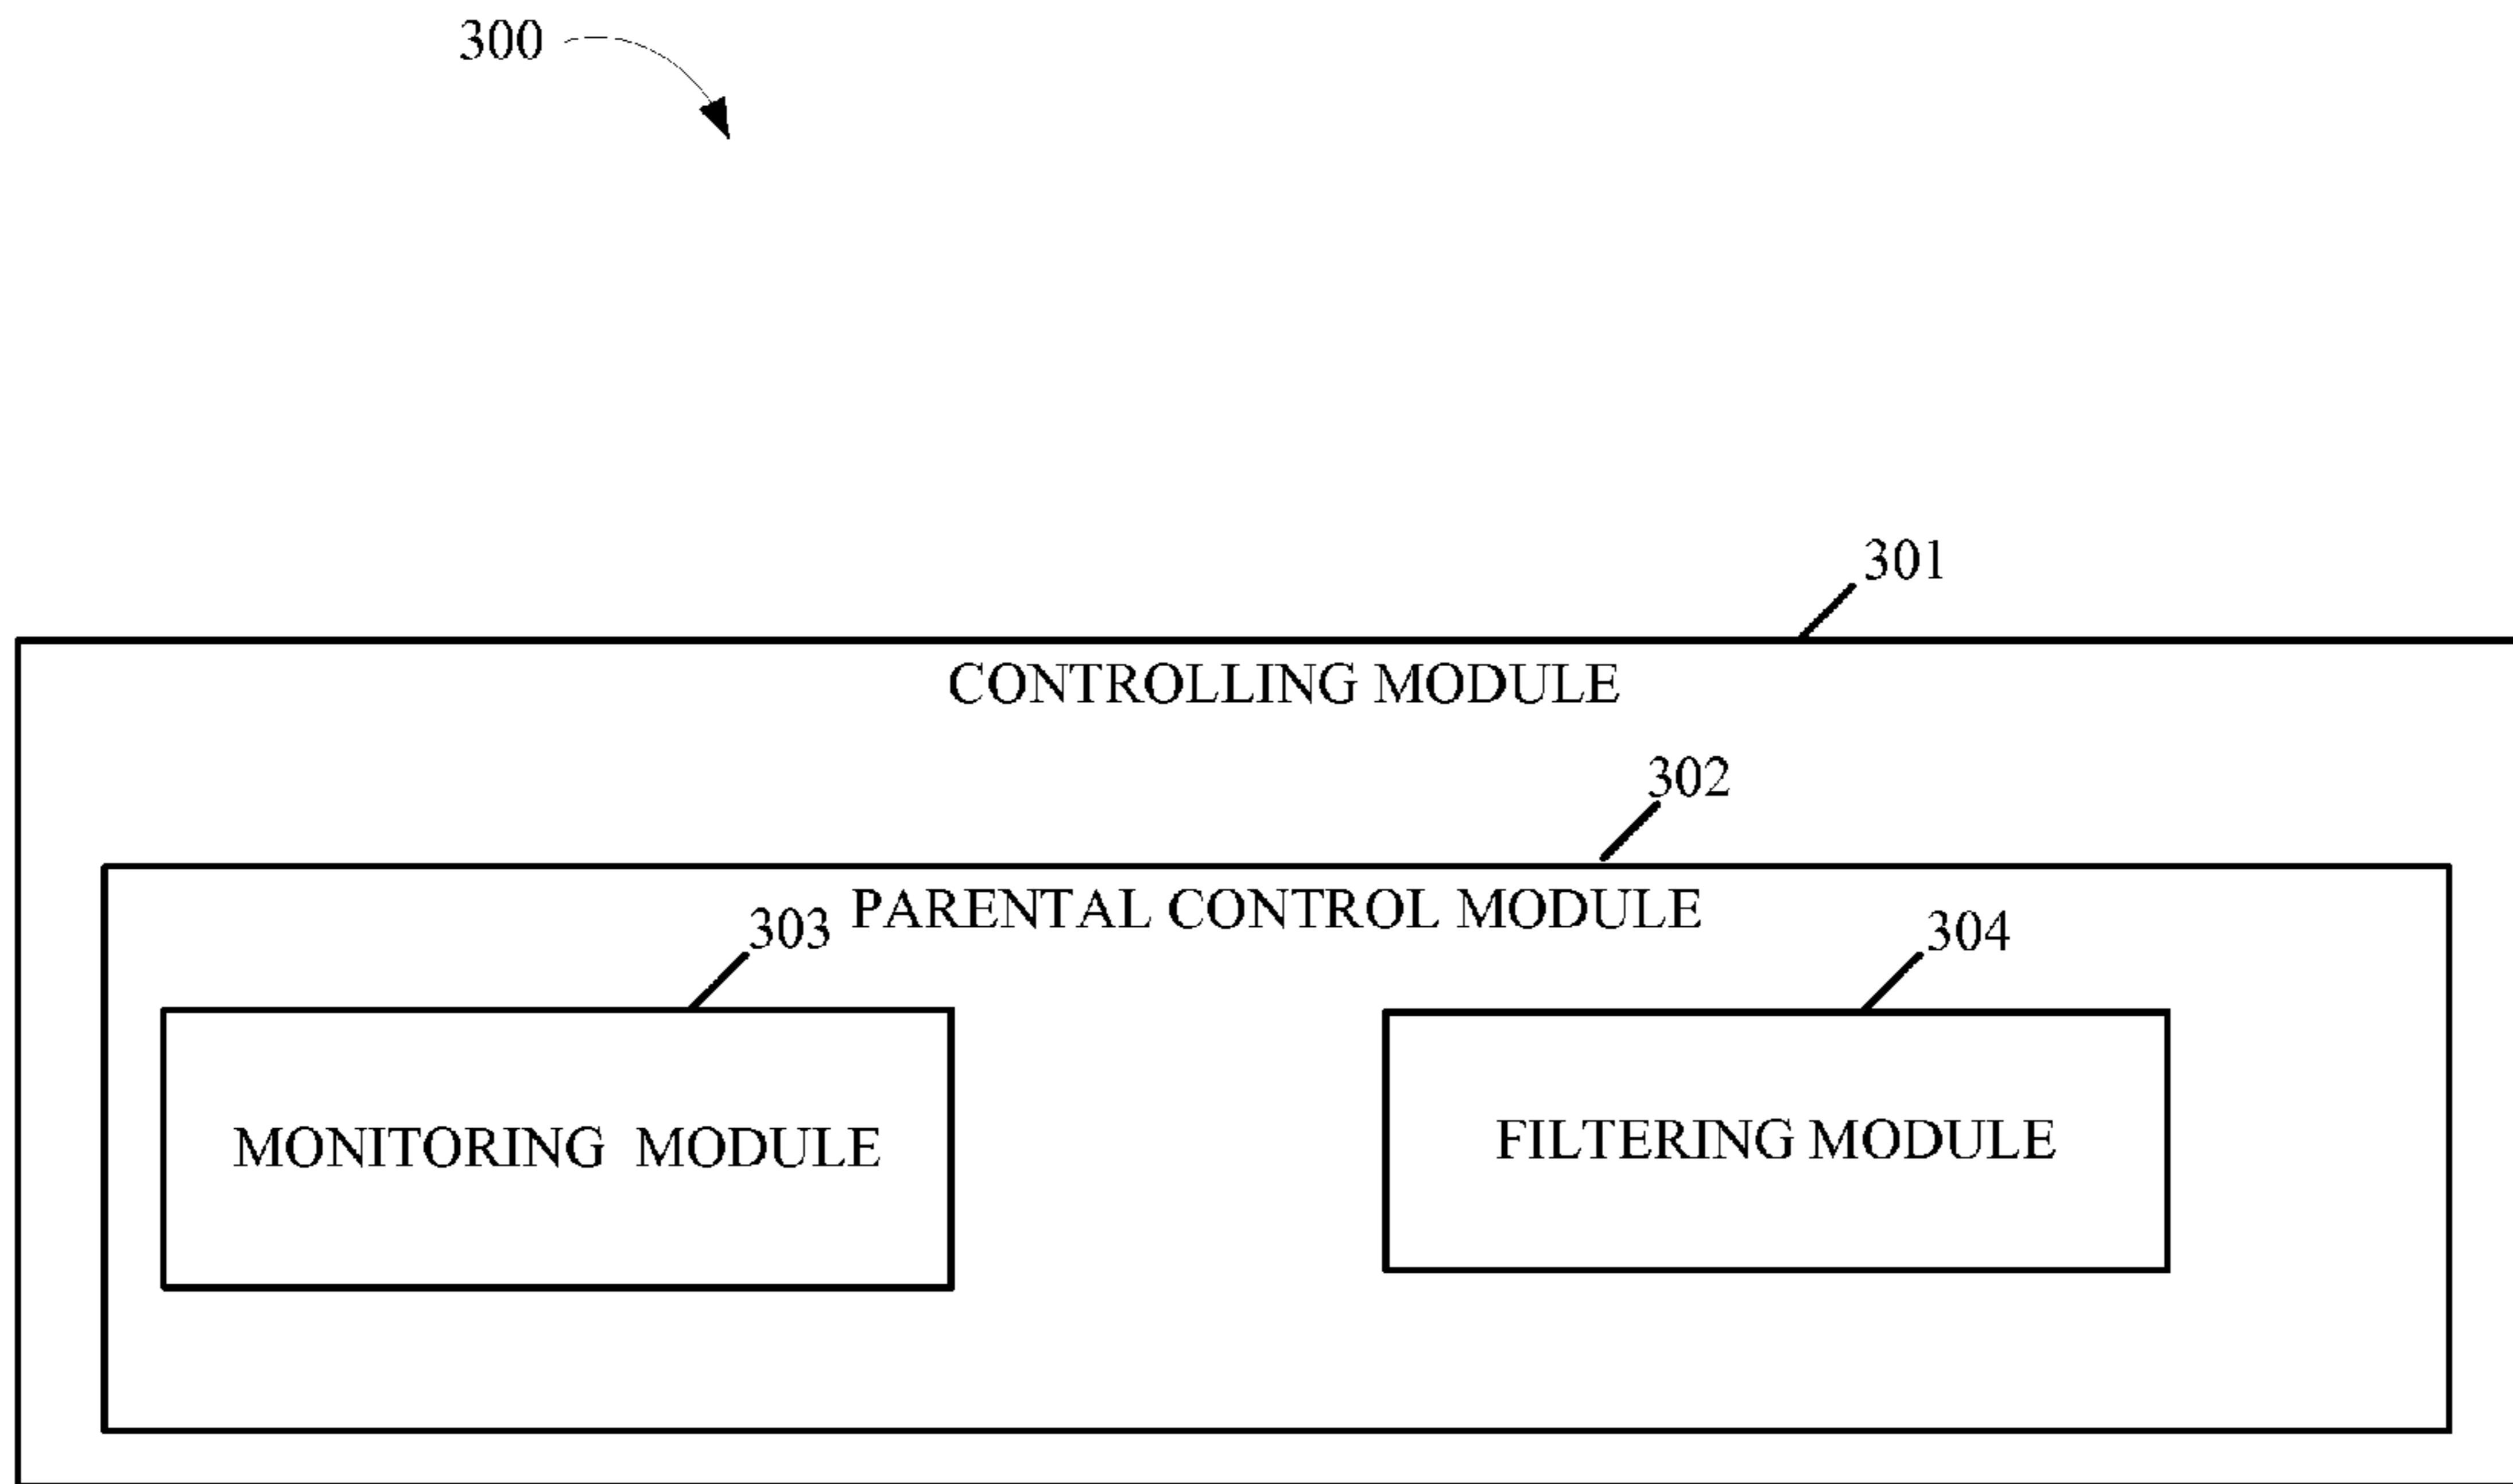 300
301
CONTROLLING MODULE
302
PARENTAL CONTROL MODULE
303
304
MONITORING MODULE
FILTERING MODULE